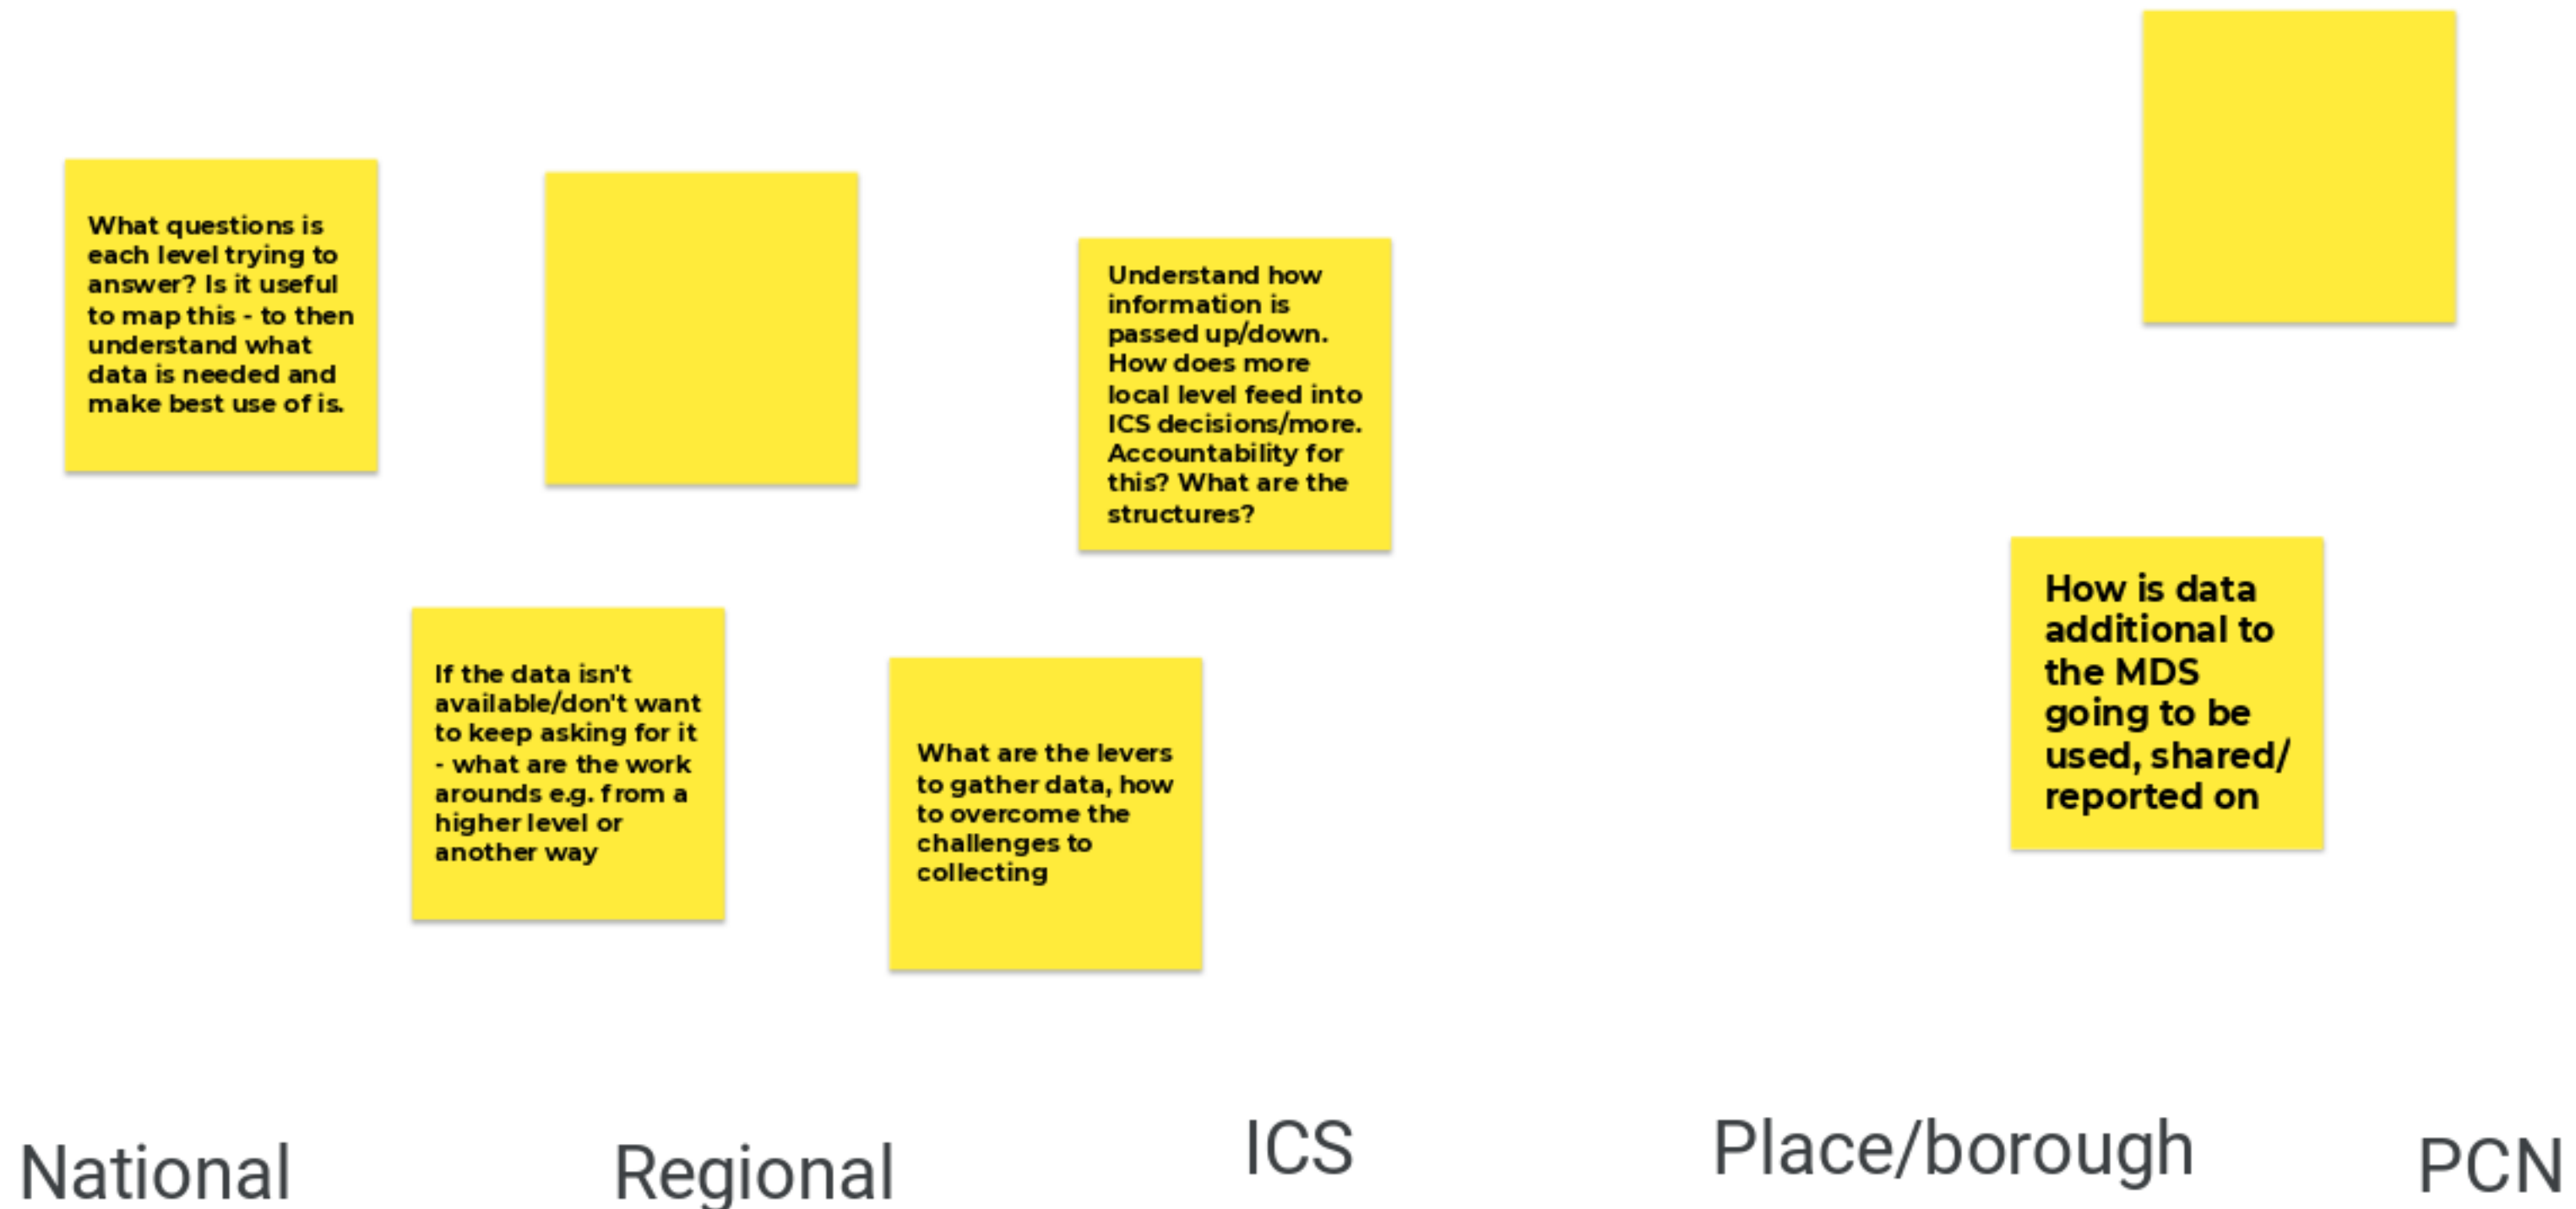 What questions is
each level trying to
answer? Is it useful
to map this - to then
understand what
data is needed and
make best use of is.
Understand how
information is
passed up/down.
How does more
local level feed into
ICS decisions/more.
Accountability for
this? What are the
structures?
If the data isn't
available/don't want
to keep asking for it
- what are the work
arounds e.g. from a
higher level or
another way
What are the levers
to gather data, how
to overcome the
challenges to
collecting
How is data
additional to
the MDS
going to be
used, shared/
reported on
National
Regional
ICS
Place/borough
PCN